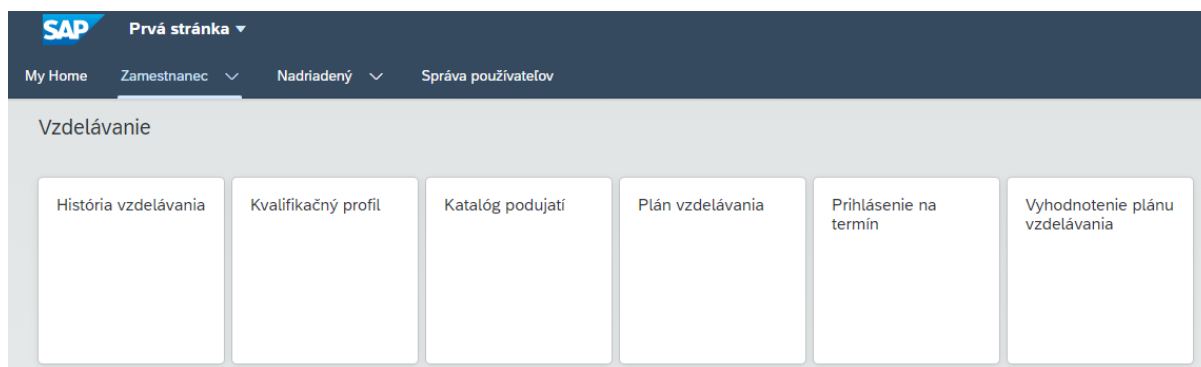 SAP Prvá stránka
My Home Zamestnanec Nadriadený Správa používateľov
Vzdelávanie
História vzdelávania
Kvalifikačný profil
Katalóg podujatí
Plán vzdelávania
Prihlásenie na
termín
Vyhodnotenie plánu
vzdelávania